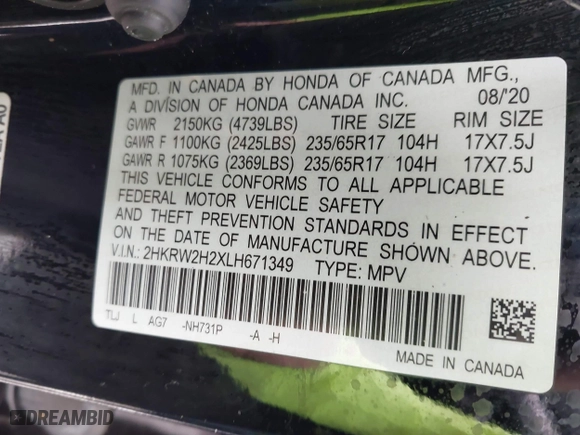 MFD. IN CANADA BY HONDA OF CANADA MFG.,
A DIVISION OF HONDA CANADA INC. 08/'20
GVWR 2150KG (4739LBS) TIRE SIZE RIM SIZE
GAWR F 1100KG (2425LBS) 235/65R17 104H 17X7.5J
GAWR R 1075KG (2369LBS) 235/65R17 104H 17X7.5J
THIS VEHICLE CONFORMS TO ALL APPLICABLE
FEDERAL MOTOR VEHICLE SAFETY
AND THEFT PREVENTION STANDARDS IN EFFECT
ON THE DATE OF MANUFACTURE SHOWN ABOVE.
V.I.N.: 2HKRW2H2XLH671349 TYPE: MPV
TLJ L AG7 -NH731P -A -H
MADE IN CANADA
DREAMBID